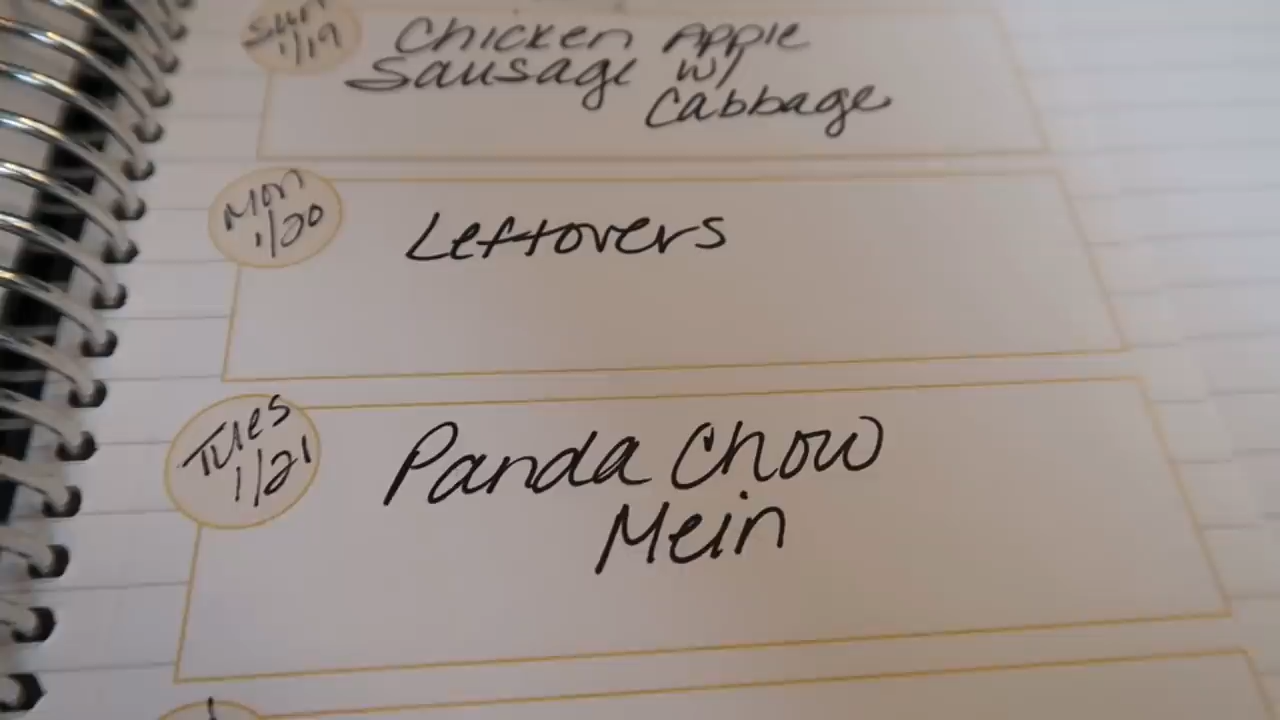 Sun
1/19
Chicken Apple
Sausage w/
Cabbage
Mon
1/20
Leftovers
Tues
1/21
Panda Chow
Mein